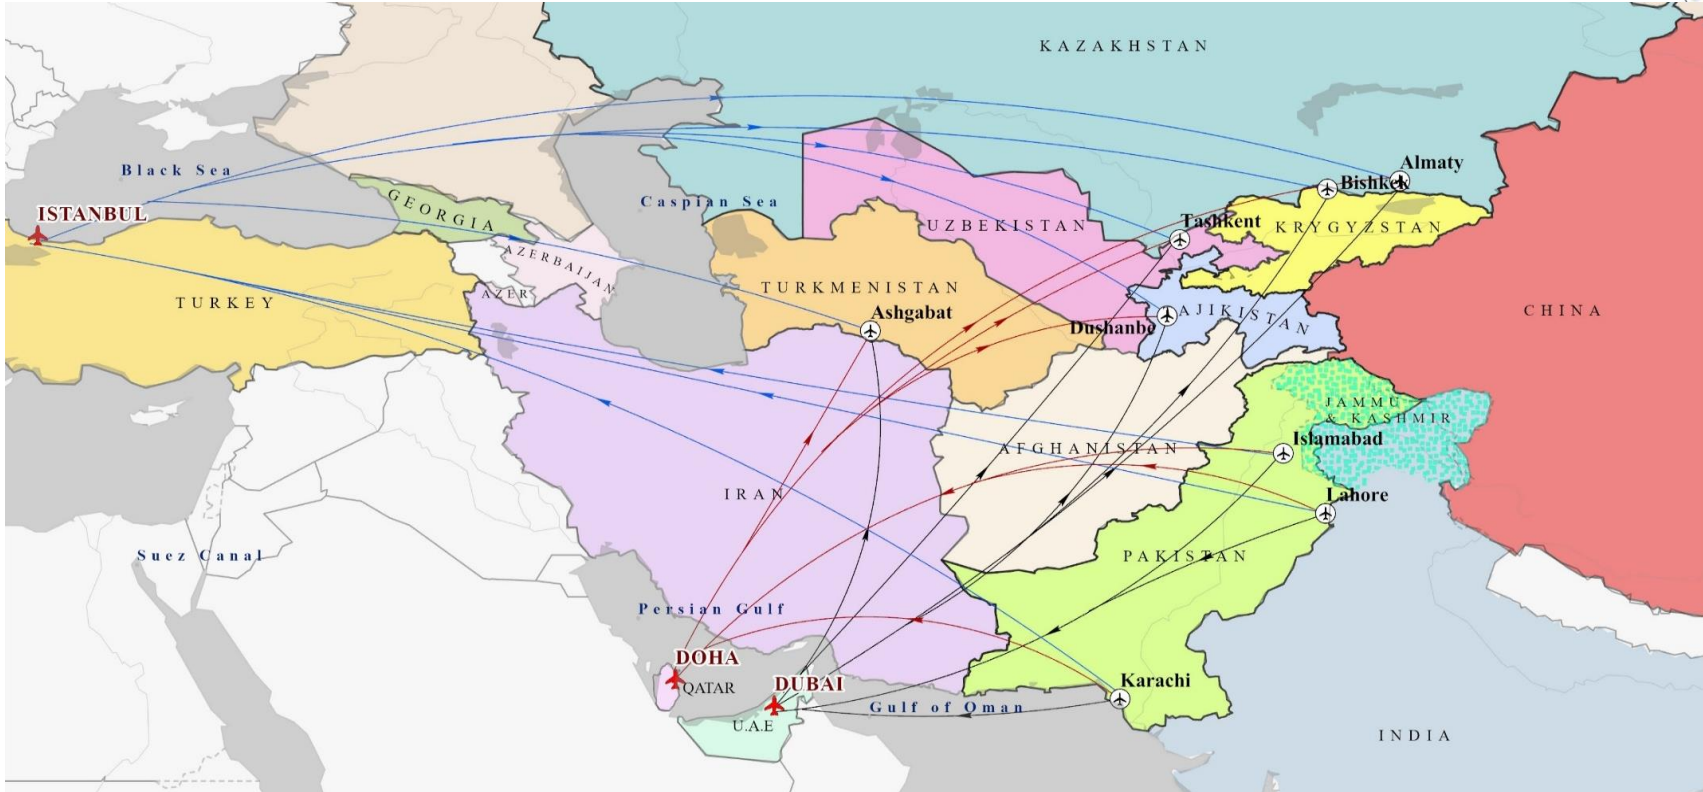 KAZAKHSTAN
Almaty
Bishkek
Black Sea
GEORGIA
Caspian Sea
ISTANBUL
Tashkent
UZBEKISTAN
KRYGYZSTAN
AZERBAIJAN
AZER
TURKEY
TURKMENISTAN
Ashgabat
Dushanbe
AJIKISTAN
CHINA
JAMMU
& KASHMIR
Islamabad
AFGHANISTAN
IRAN
Lahore
Suez Canal
PAKISTAN
Persian Gulf
DOHA
QATAR
DUBAI
Karachi
Gulf of Oman
U.A.E
INDIA